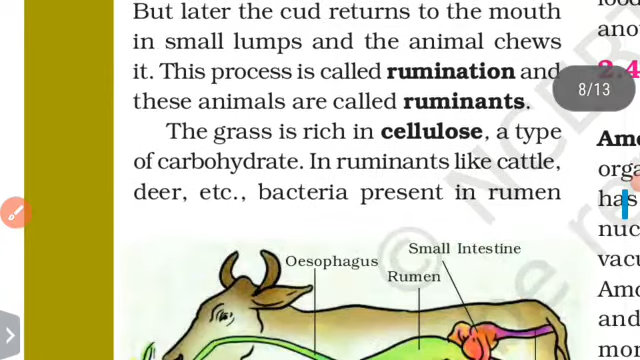 But later the cud returns to the mouth
in small lumps and the animal chews
it. This process is called rumination and
these animals are called ruminants.
The grass is rich in cellulose, a type
of carbohydrate. In ruminants like cattle,
deer, etc., bacteria present in rumen
Small Intestine
Oesophagus
Rumen
2.4
8/13
orga
has
nuc
vacu
and
mor
© NCERT